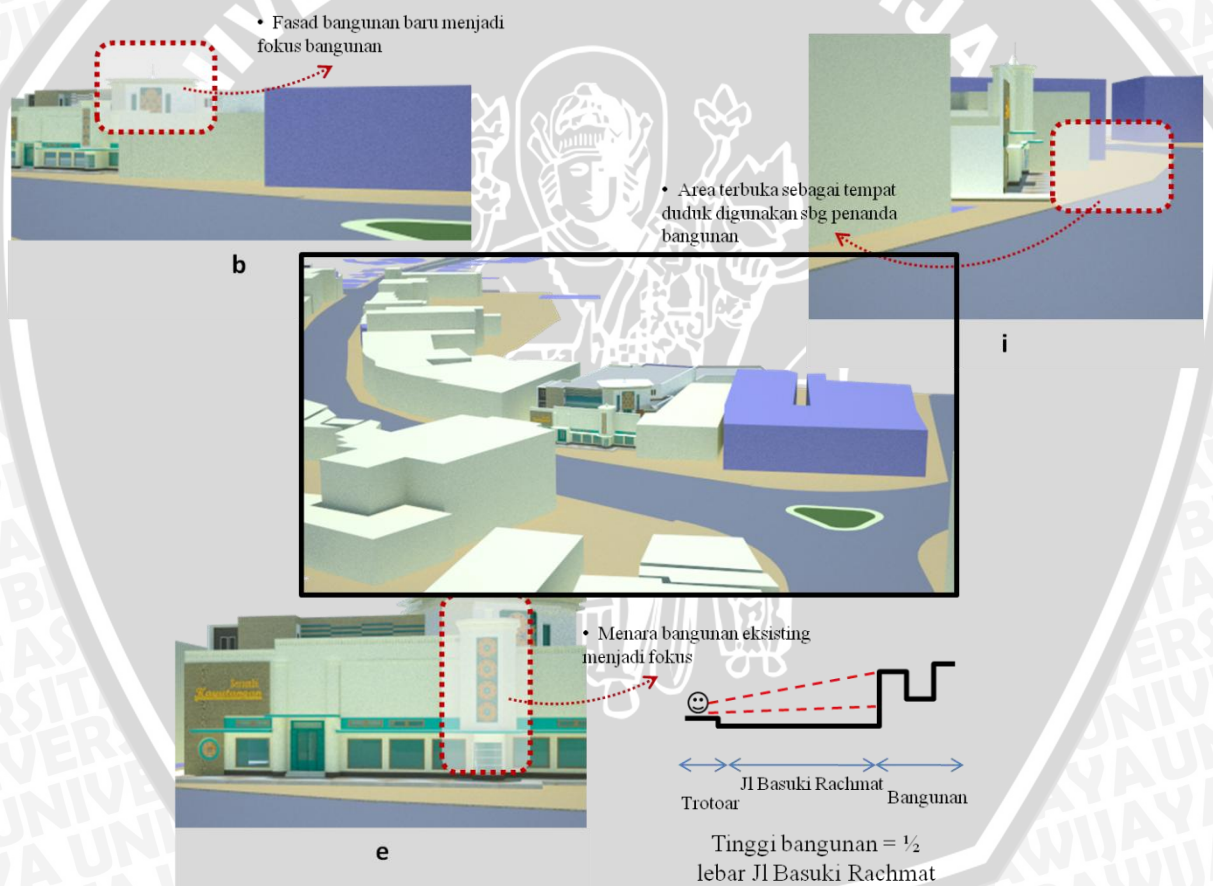 • Fasad bangunan baru menjadi
fokus bangunan
b
• Area terbuka sebagai tempat
duduk digunakan sbg penanda
bangunan
i
• Menara bangunan eksisting
menjadi fokus
Kayutangan
e
Trotoar
Jl Basuki Rachmat
Bangunan
Tinggi bangunan = ½
lebar Jl Basuki Rachmat